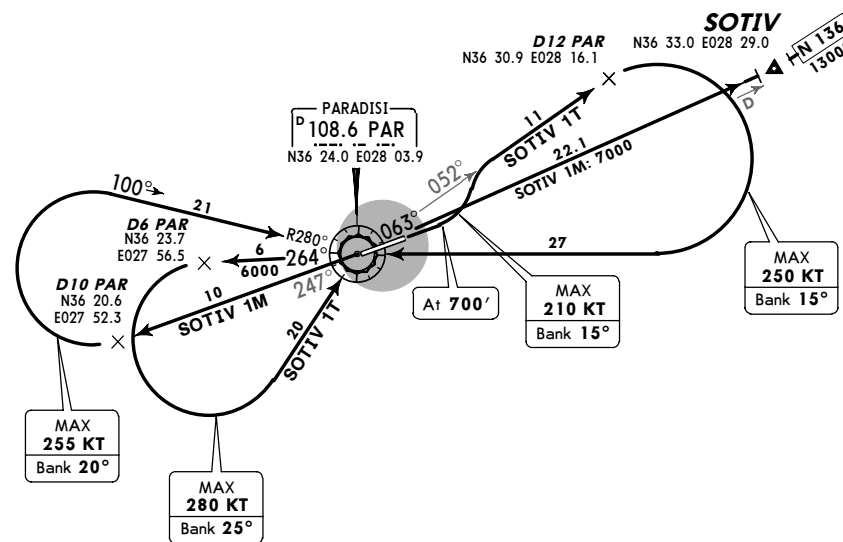 SOTIV
N36 33.0 E028 29.0
N 136
1300
D
D12 PAR
N36 30.9 E028 16.1
11
SOTIV 1T
22.1
SOTIV 1M: 7000
PARADISI
D 108.6 PAR
N36 24.0 E028 03.9
052°
063°
100°
21
R280°
D6 PAR
N36 23.7
E027 56.5
6
6000
264°
247°
27
D10 PAR
N36 20.6
E027 52.3
10
SOTIV 1M
20
SOTIV 1T
At 700'
MAX
210 KT
Bank 15°
MAX
250 KT
Bank 15°
MAX
255 KT
Bank 20°
MAX
280 KT
Bank 25°